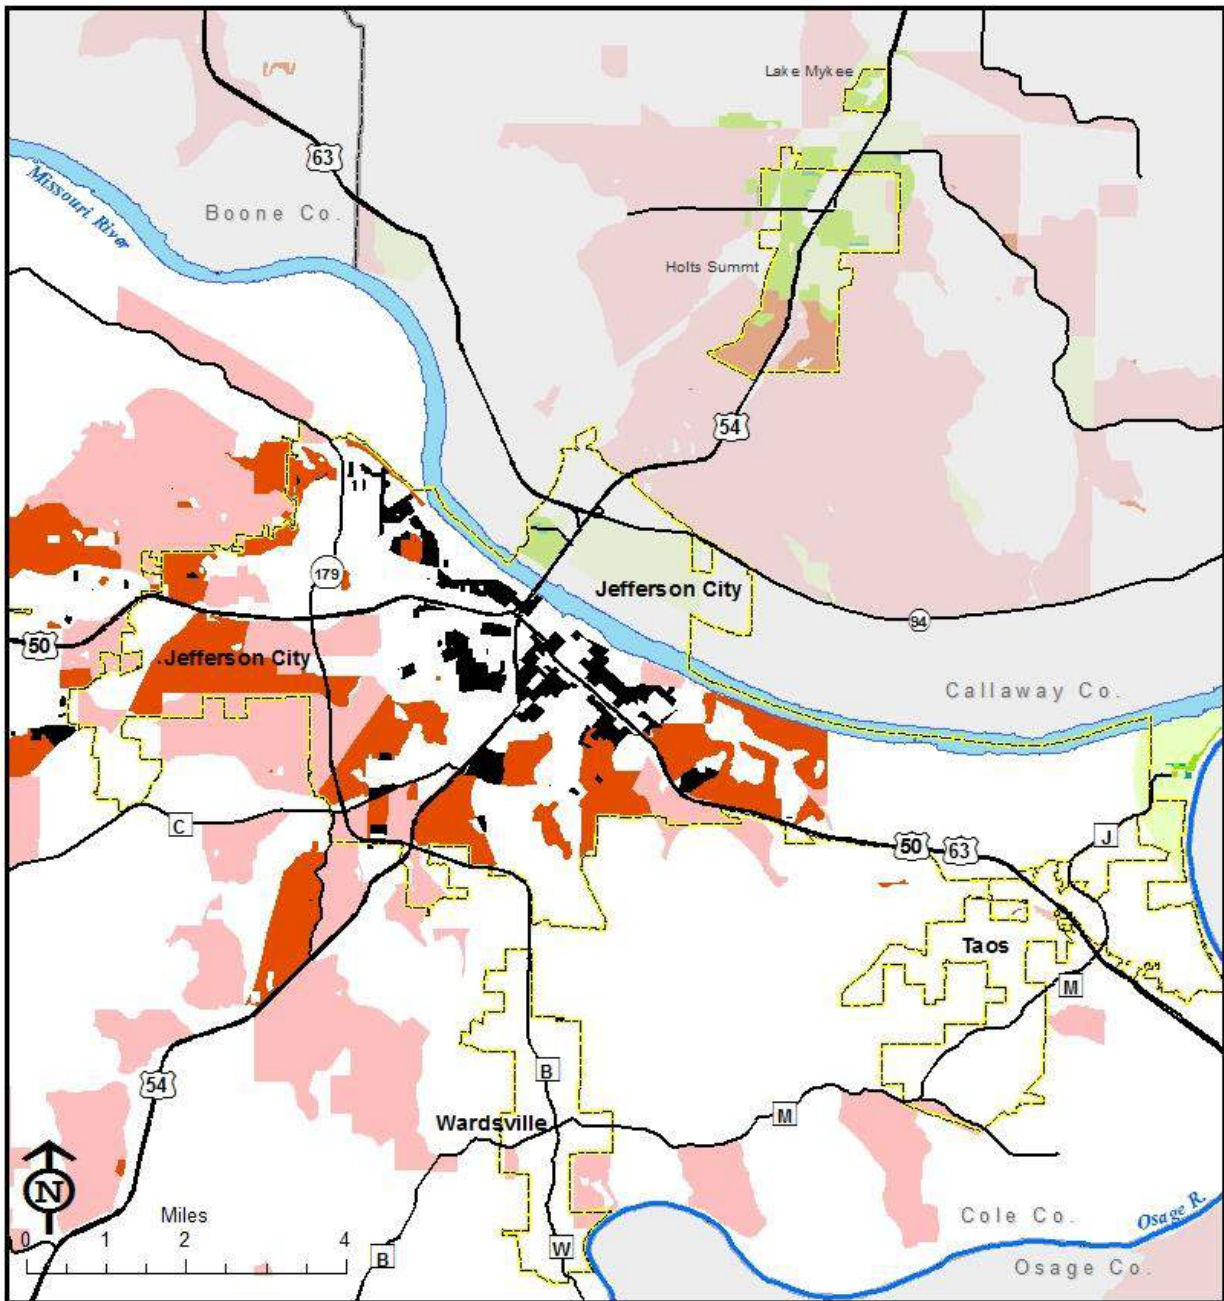 Lake Mykee
63
Missouri River
Boone Co.
Holts Summt
54
179
Jefferson City
94
50
Jefferson City
Callaway Co.
C
J
50
63
Taos
M
54
B
M
Wardsville
Miles
N
0 1 2 4
B
W
Cole Co.
Osage R.
Osage Co.